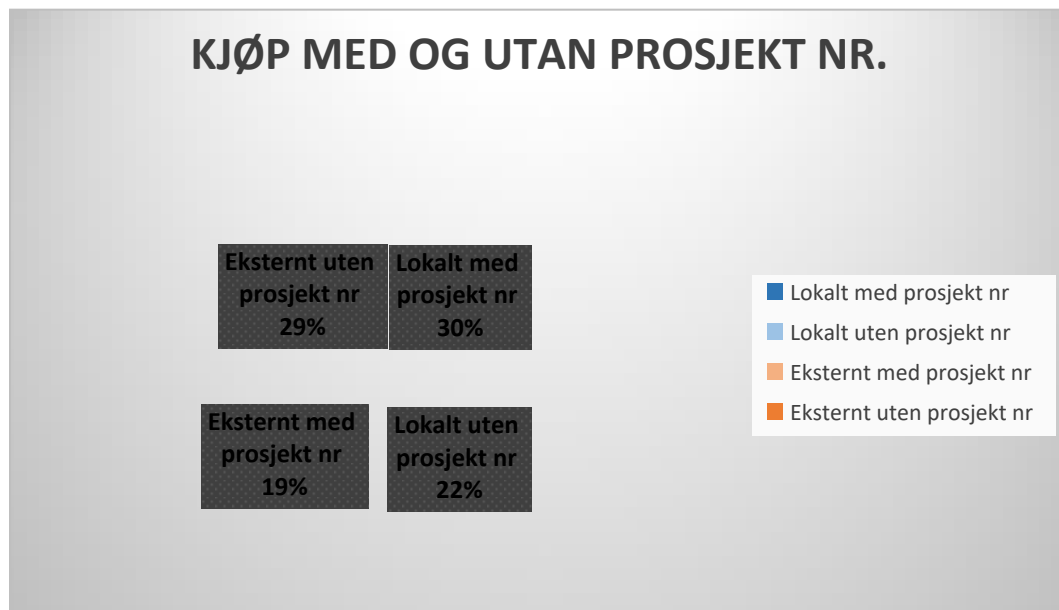 KJØP MED OG UTAN PROSJEKT NR.
Eksternt uten
prosjekt nr
29%
Lokalt med
prosjekt nr
30%
Eksternt med
prosjekt nr
19%
Lokalt uten
prosjekt nr
22%
Lokalt med prosjekt nr
Lokalt uten prosjekt nr
Eksternt med prosjekt nr
Eksternt uten prosjekt nr